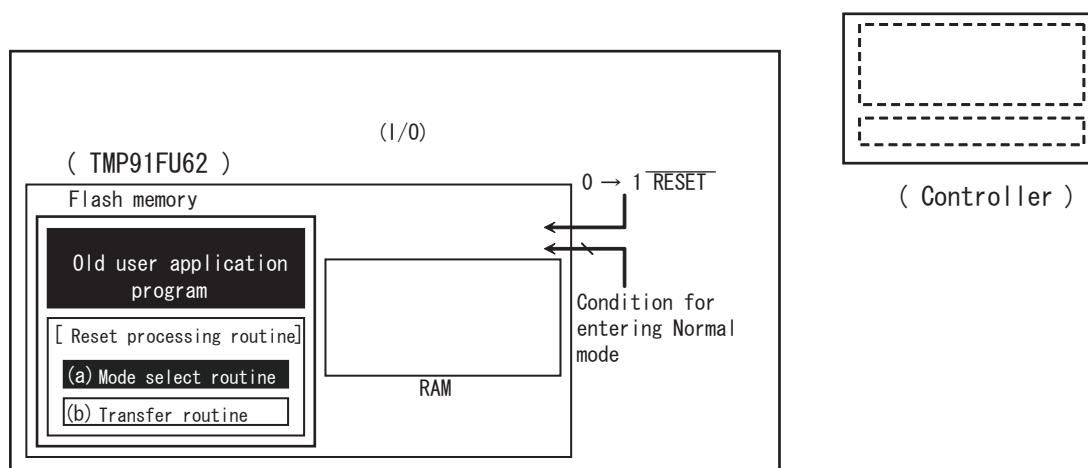 (I/O)
( TMP91FU62 )
0 → 1 RESET
Flash memory
Old user application
program
[ Reset processing routine]
(a) Mode select routine
(b) Transfer routine
RAM
Condition for
entering Normal
mode
( Controller )